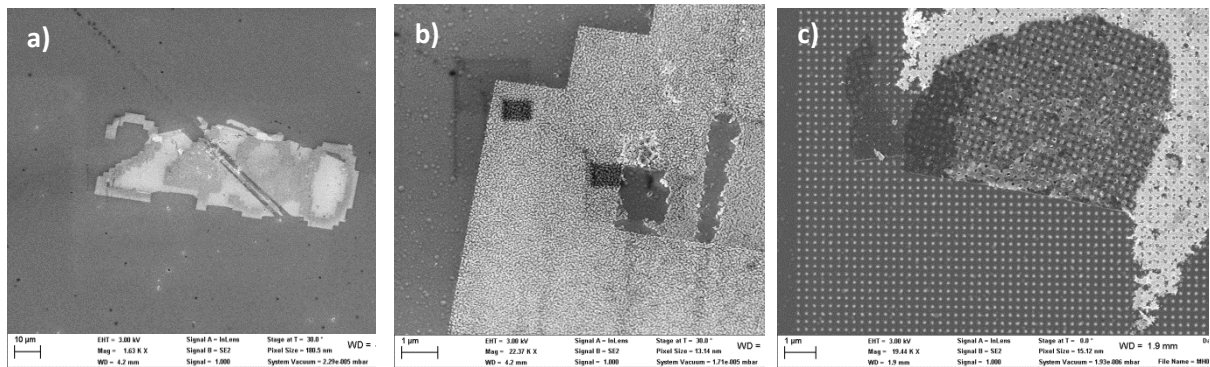 a)
b)
c)
10 µm
EHT = 3.00 kV
Mag = 1.63 K X
WD = 4.2 mm
Signal A = InLens
Signal B = SE2
Signal = 1.000
Stage at T = 30.0 °
Pixel Size = 180.5 nm
System Vacuum = 2.29e-005 mbar
WD =
1 µm
EHT = 3.00 kV
Mag = 22.37 K X
WD = 4.2 mm
Signal A = InLens
Signal B = SE2
Signal = 1.000
Stage at T = 30.0 °
Pixel Size = 13.14 nm
System Vacuum = 1.71e-005 mbar
WD =
1 µm
EHT = 3.00 kV
Mag = 19.44 K X
WD = 1.9 mm
Signal A = InLens
Signal B = SE2
Signal = 1.000
Stage at T = 0.0 °
Pixel Size = 15.12 nm
System Vacuum = 1.93e-006 mbar
WD = 1.9 mm
File Name = MH0